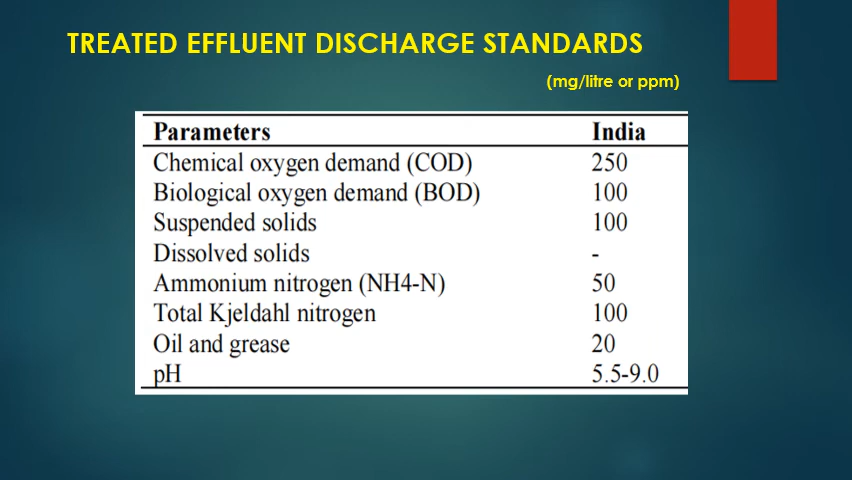 TREATED EFFLUENT DISCHARGE STANDARDS
(mg/litre or ppm)
Parameters India
Chemical oxygen demand (COD) 250
Biological oxygen demand (BOD) 100
Suspended solids 100
Dissolved solids -
Ammonium nitrogen (NH4-N) 50
Total Kjeldahl nitrogen 100
Oil and grease 20
pH 5.5-9.0